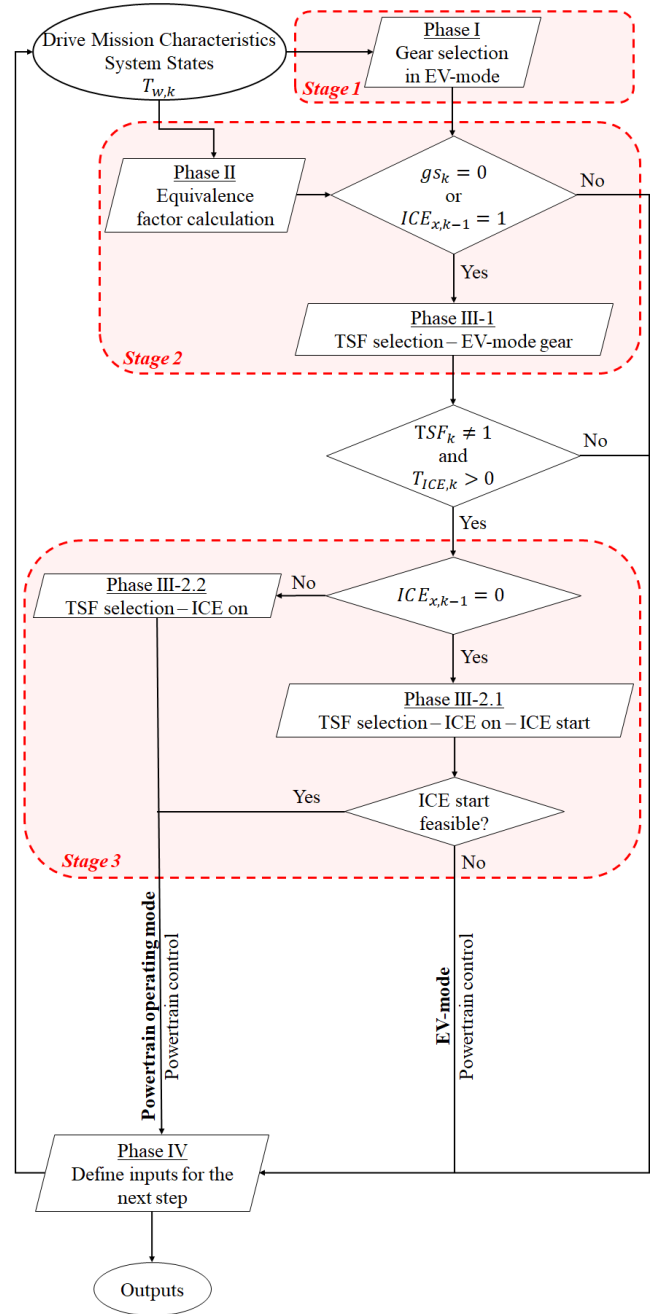 Drive Mission Characteristics
System States
T_{w,k}
Phase I
Gear selection
in EV-mode
Stage 1
Phase II
Equivalence
factor calculation
gs_k = 0
or
ICE_{x,k−1} = 1
No
Yes
Phase III-1
TSF selection – EV-mode gear
Stage 2
TSF_k ≠ 1
and
T_{ICE,k} > 0
No
Yes
ICE_{x,k−1} = 0
No
Phase III-2.2
TSF selection – ICE on
Yes
Phase III-2.1
TSF selection – ICE on – ICE start
ICE start
feasible?
Yes
No
Stage 3
Powertrain operating mode
Powertrain control
EV-mode
Powertrain control
Phase IV
Define inputs for the
next step
Outputs